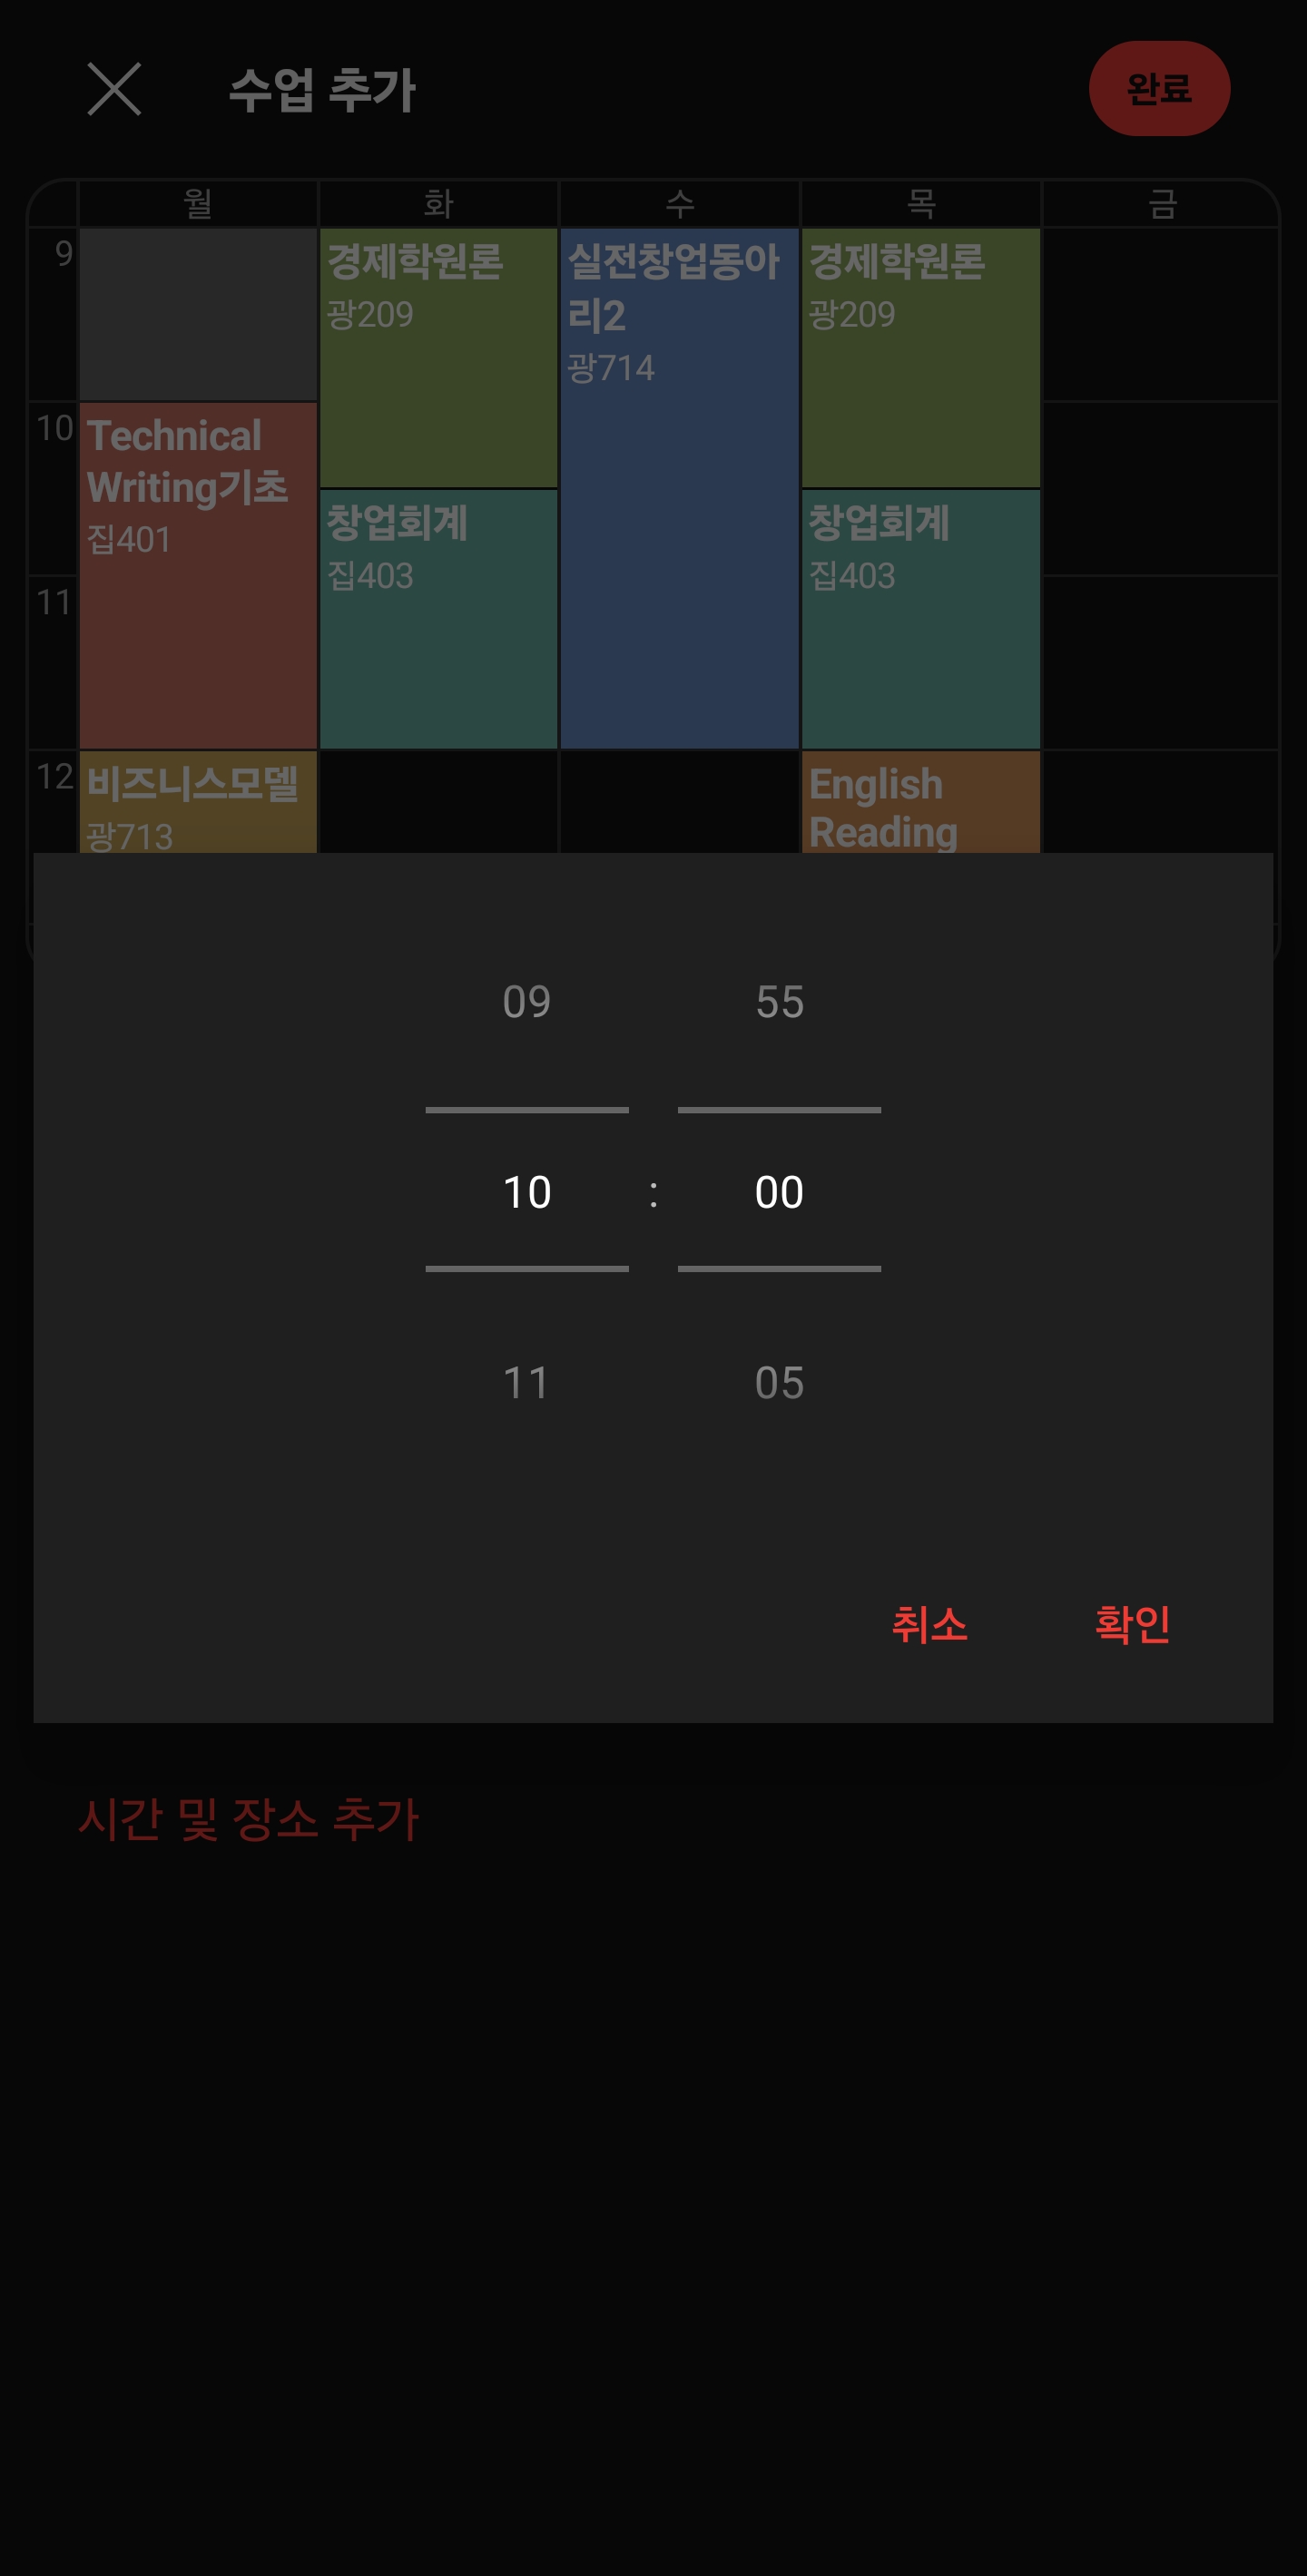 수업 추가
완료
월 화 수 목 금
9
경제학원론
광209
실전창업동아
리2
광714
경제학원론
광209
10
Technical
Writing기초
집401
창업회계
집403
창업회계
집403
11
12
비즈니스모델
광713
English
Reading
09 55
10 : 00
11 05
취소 확인
시간 및 장소 추가